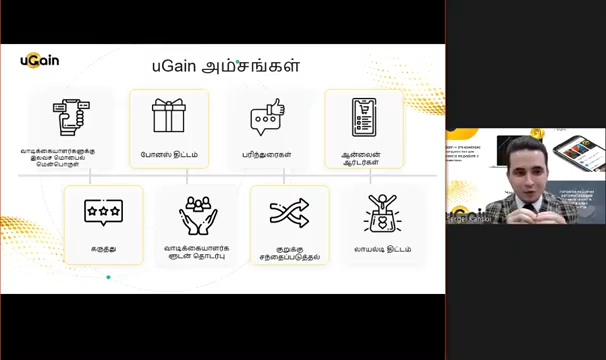 uGain
uGain அம்சங்கள்
வாடிக்கையாளர்களுக்கு
இலவச மொபைல்
மென்பொருள்
போனஸ் திட்டம்
பரிந்துரைகள்
ஆன்லைன்
ஆர்டர்கள்
கருத்து
வாடிக்கையாளர்க
ளுடன் தொடர்பு
குறுக்கு
சந்தைப்படுத்தல்
லாயல்டி திட்டம்
uGain